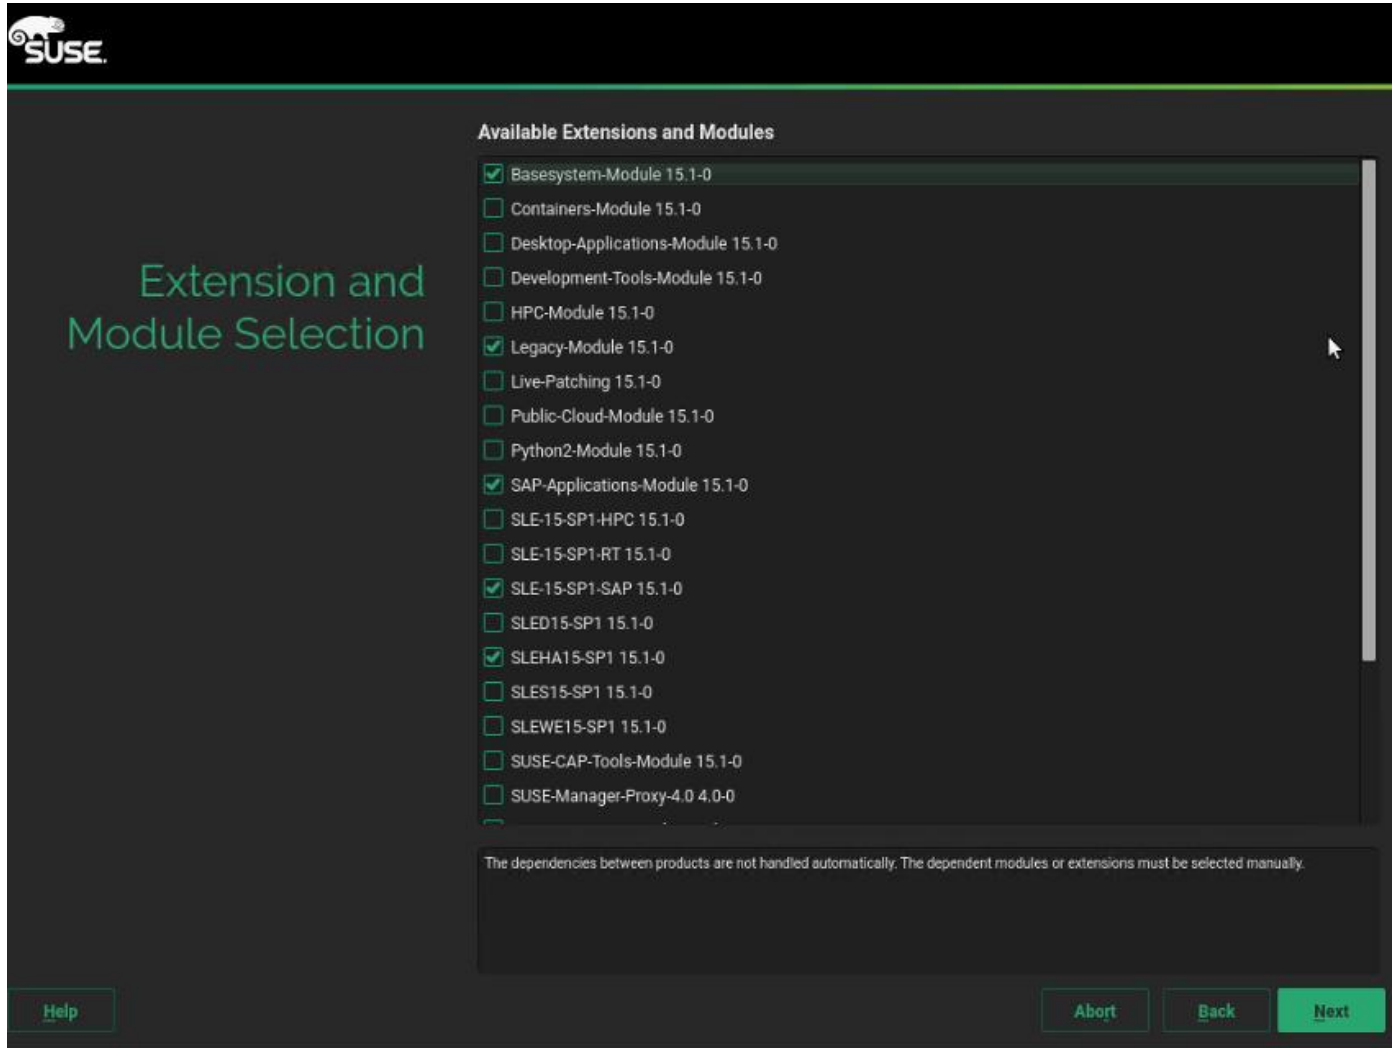 SUSE.
Available Extensions and Modules
Extension and
Module Selection
Basesystem-Module 15.1-0
Containers-Module 15.1-0
Desktop-Applications-Module 15.1-0
Development-Tools-Module 15.1-0
HPC-Module 15.1-0
Legacy-Module 15.1-0
Live-Patching 15.1-0
Public-Cloud-Module 15.1-0
Python2-Module 15.1-0
SAP-Applications-Module 15.1-0
SLE-15-SP1-HPC 15.1-0
SLE-15-SP1-RT 15.1-0
SLE-15-SP1-SAP 15.1-0
SLED15-SP1 15.1-0
SLEHA15-SP1 15.1-0
SLES15-SP1 15.1-0
SLEWE15-SP1 15.1-0
SUSE-CAP-Tools-Module 15.1-0
SUSE-Manager-Proxy-4.0 4.0-0
The dependencies between products are not handled automatically. The dependent modules or extensions must be selected manually.
Help
Abort
Back
Next